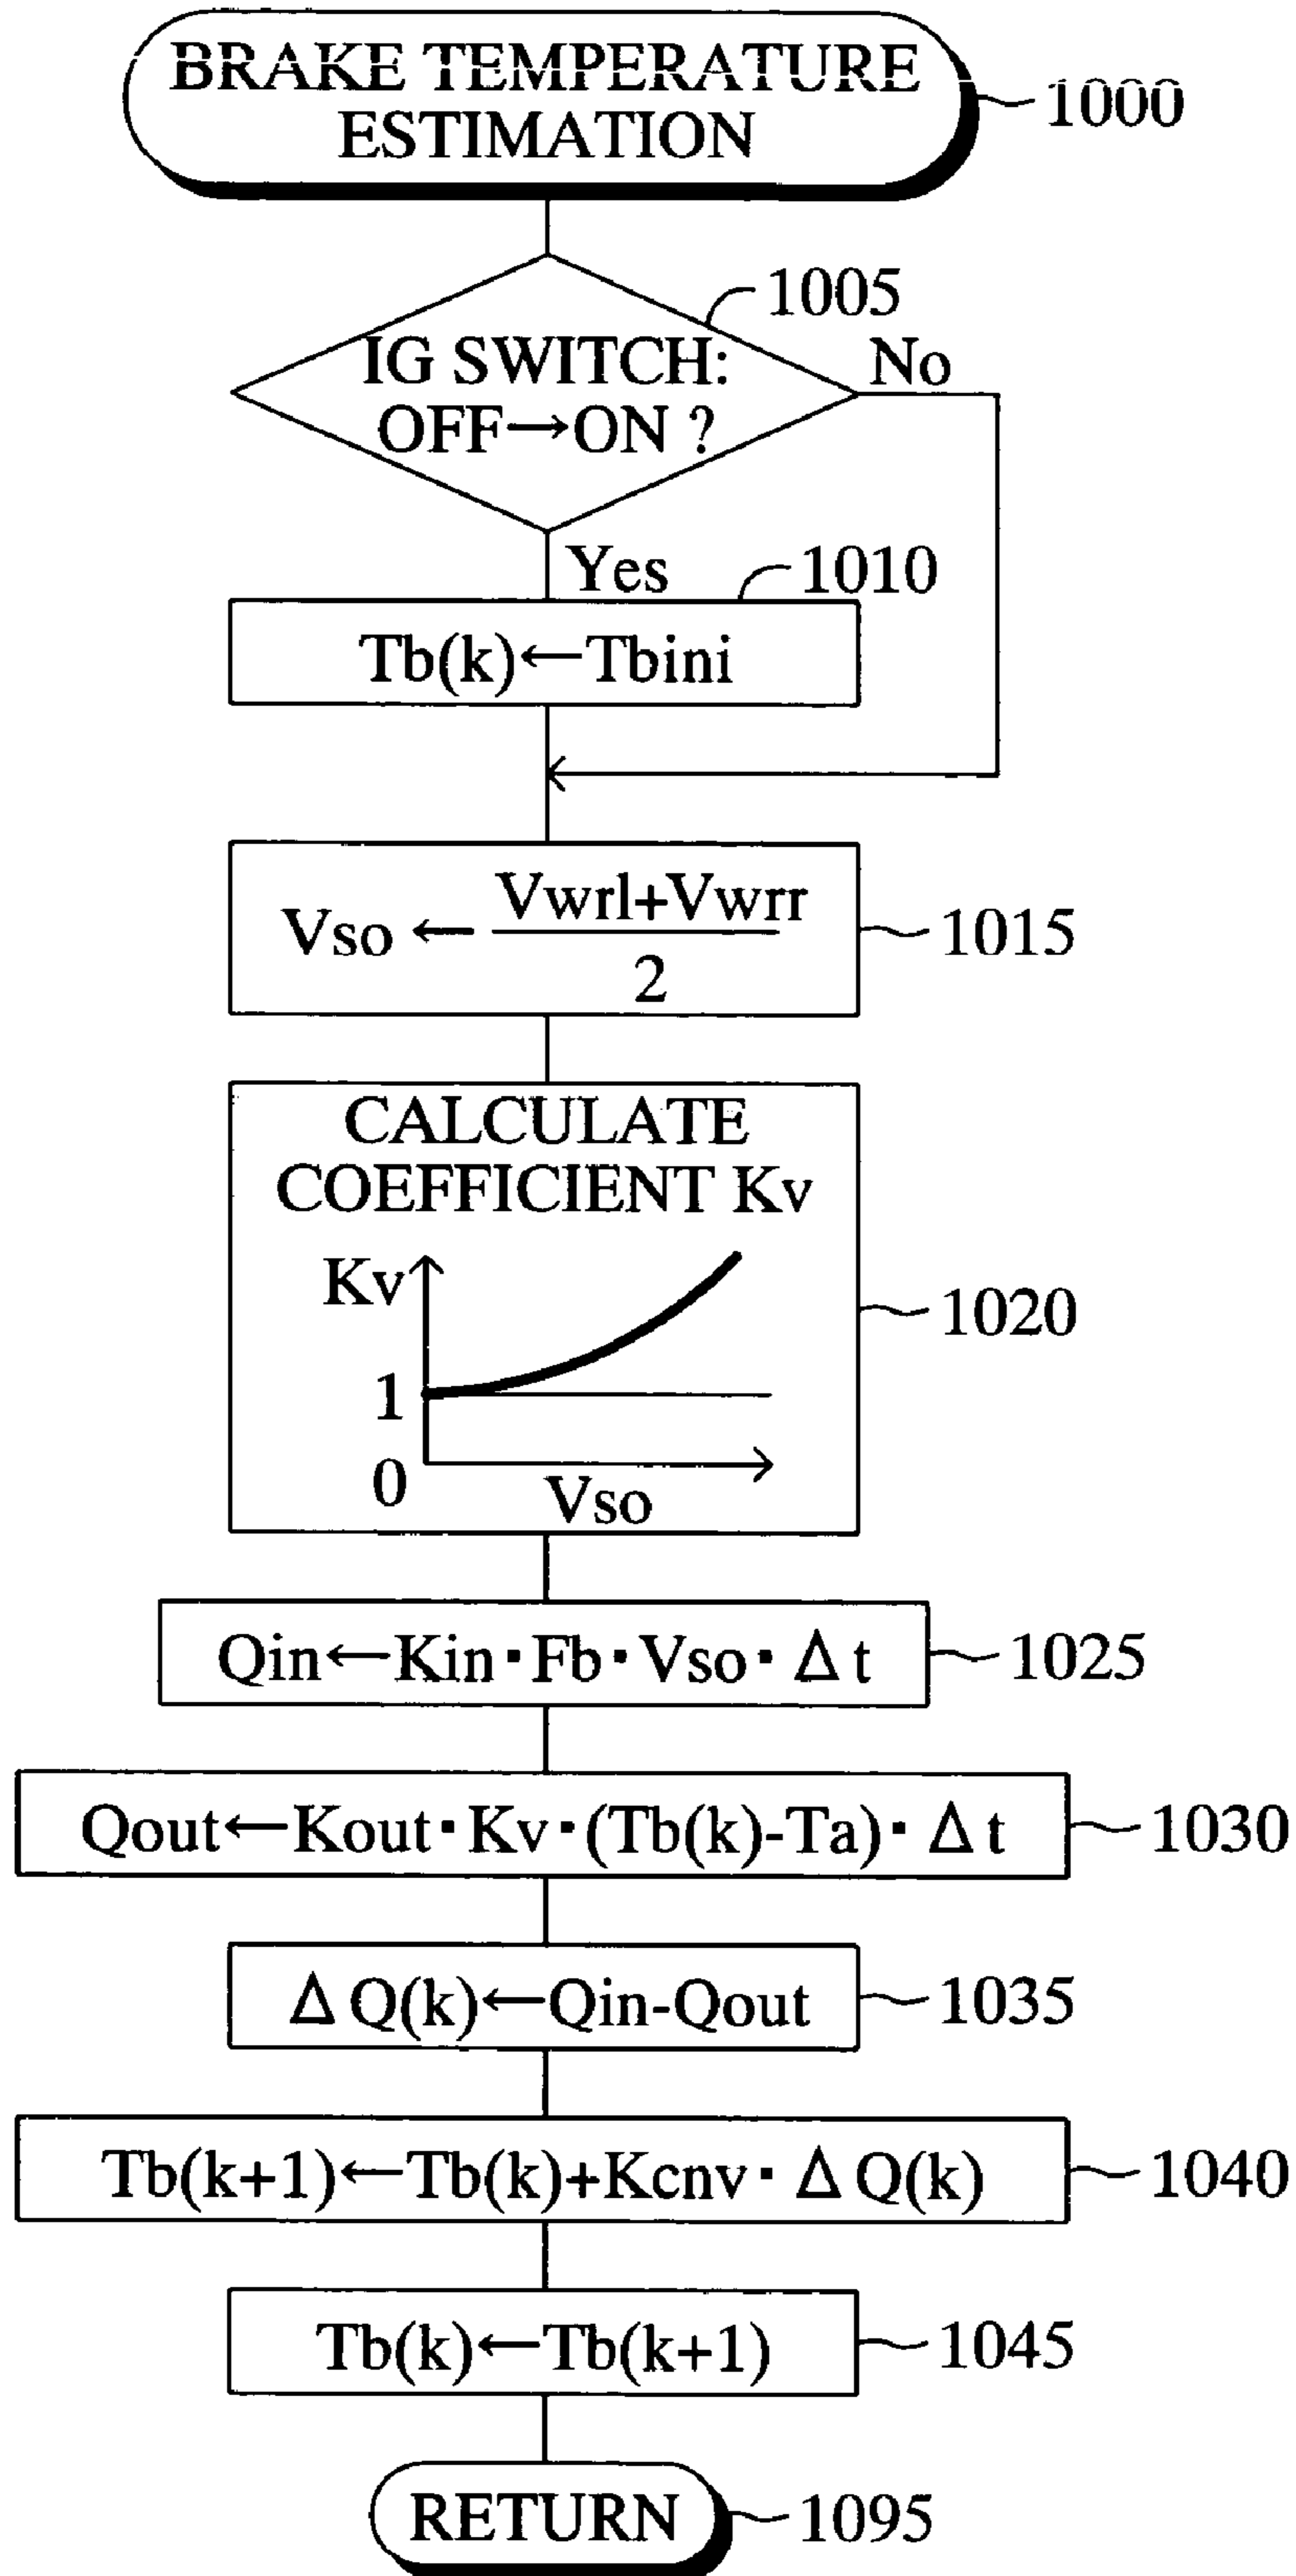 BRAKE TEMPERATURE
ESTIMATION
1000
1005
IG SWITCH:
OFF→ON ?
No
Yes
1010
Tb(k)←Tbini
Vso ← Vwrl+Vwrr
2
1015
CALCULATE
COEFFICIENT Kv
Kv
1
0
Vso
1020
Qin←Kin･Fb･Vso･Δt
1025
Qout←Kout･Kv･(Tb(k)-Ta)･Δt
1030
ΔQ(k)←Qin-Qout
1035
Tb(k+1)←Tb(k)+Kcnv･ΔQ(k)
1040
Tb(k)←Tb(k+1)
1045
RETURN
1095